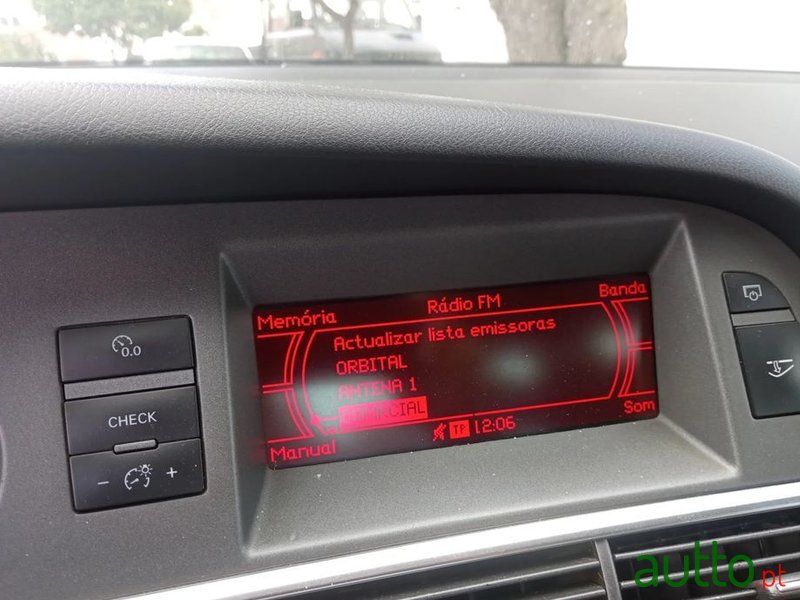 Memória
Rádio FM
Banda
Actualizar lista emissoras
ORBITAL
ANTENA 1
COMRCIAL
Manual
TP 12:06
Som
0.0
CHECK
- +
autto.pt